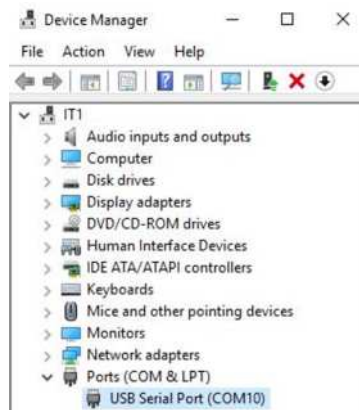 Device Manager
File Action View Help
IT1
Audio inputs and outputs
Computer
Disk drives
Display adapters
DVD/CD-ROM drives
Human Interface Devices
IDE ATA/ATAPI controllers
Keyboards
Mice and other pointing devices
Monitors
Network adapters
Ports (COM & LPT)
USB Serial Port (COM10)